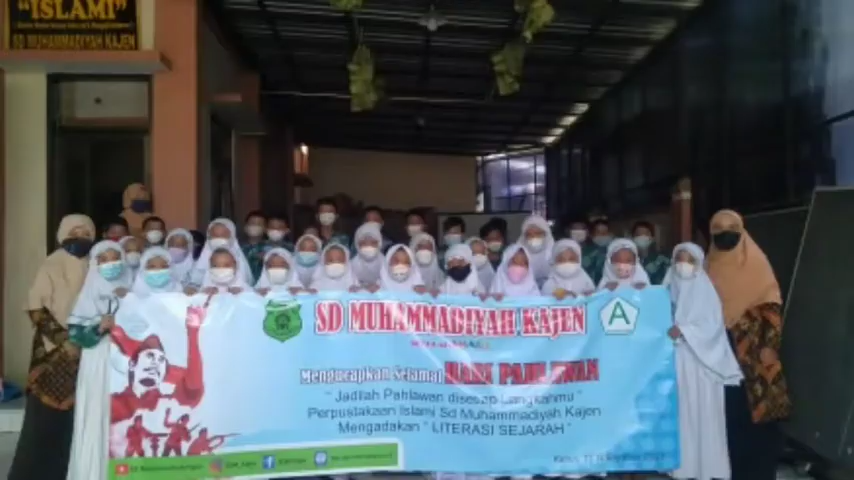 "ISLAMI"
SD MUHAMMADIYAH KAJEN
SD MUHAMMADIYAH KAJEN
A
Mengucapkan Selamat HARI PAHLAWAN
" Jadilah Pahlawan disetiap Langkahmu "
Perpustakaan Islami Sd Muhammadiyah Kajen
Mengadakan " LITERASI SEJARAH "